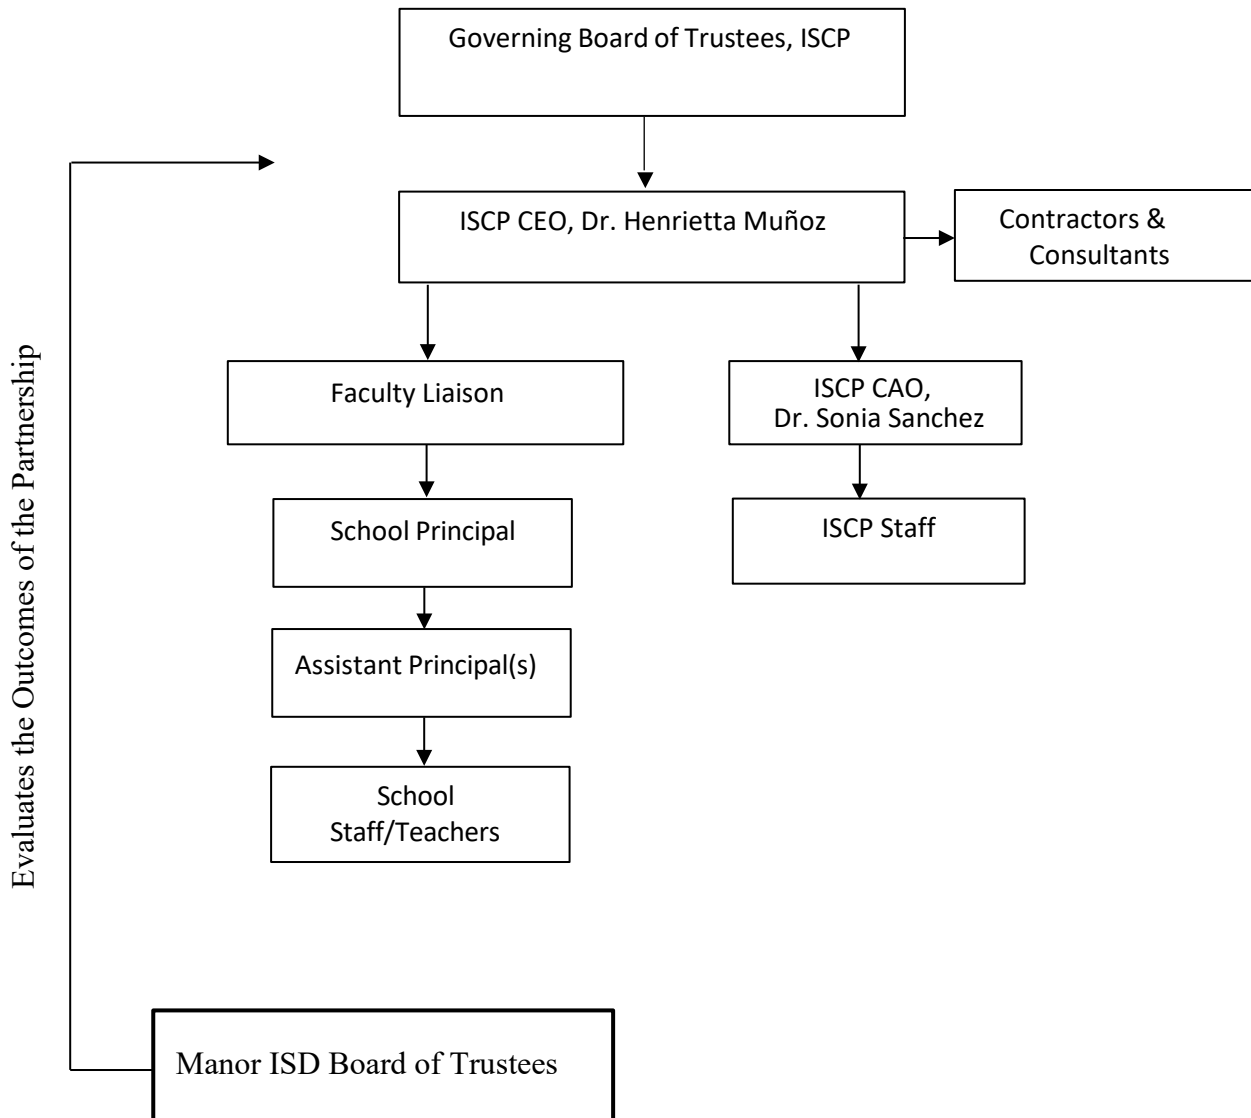 Governing Board of Trustees, ISCP
ISCP CEO, Dr. Henrietta Muñoz
Contractors &
Consultants
Faculty Liaison
ISCP CAO,
Dr. Sonia Sanchez
School Principal
ISCP Staff
Assistant Principal(s)
School
Staff/Teachers
Evaluates the Outcomes of the Partnership
Manor ISD Board of Trustees